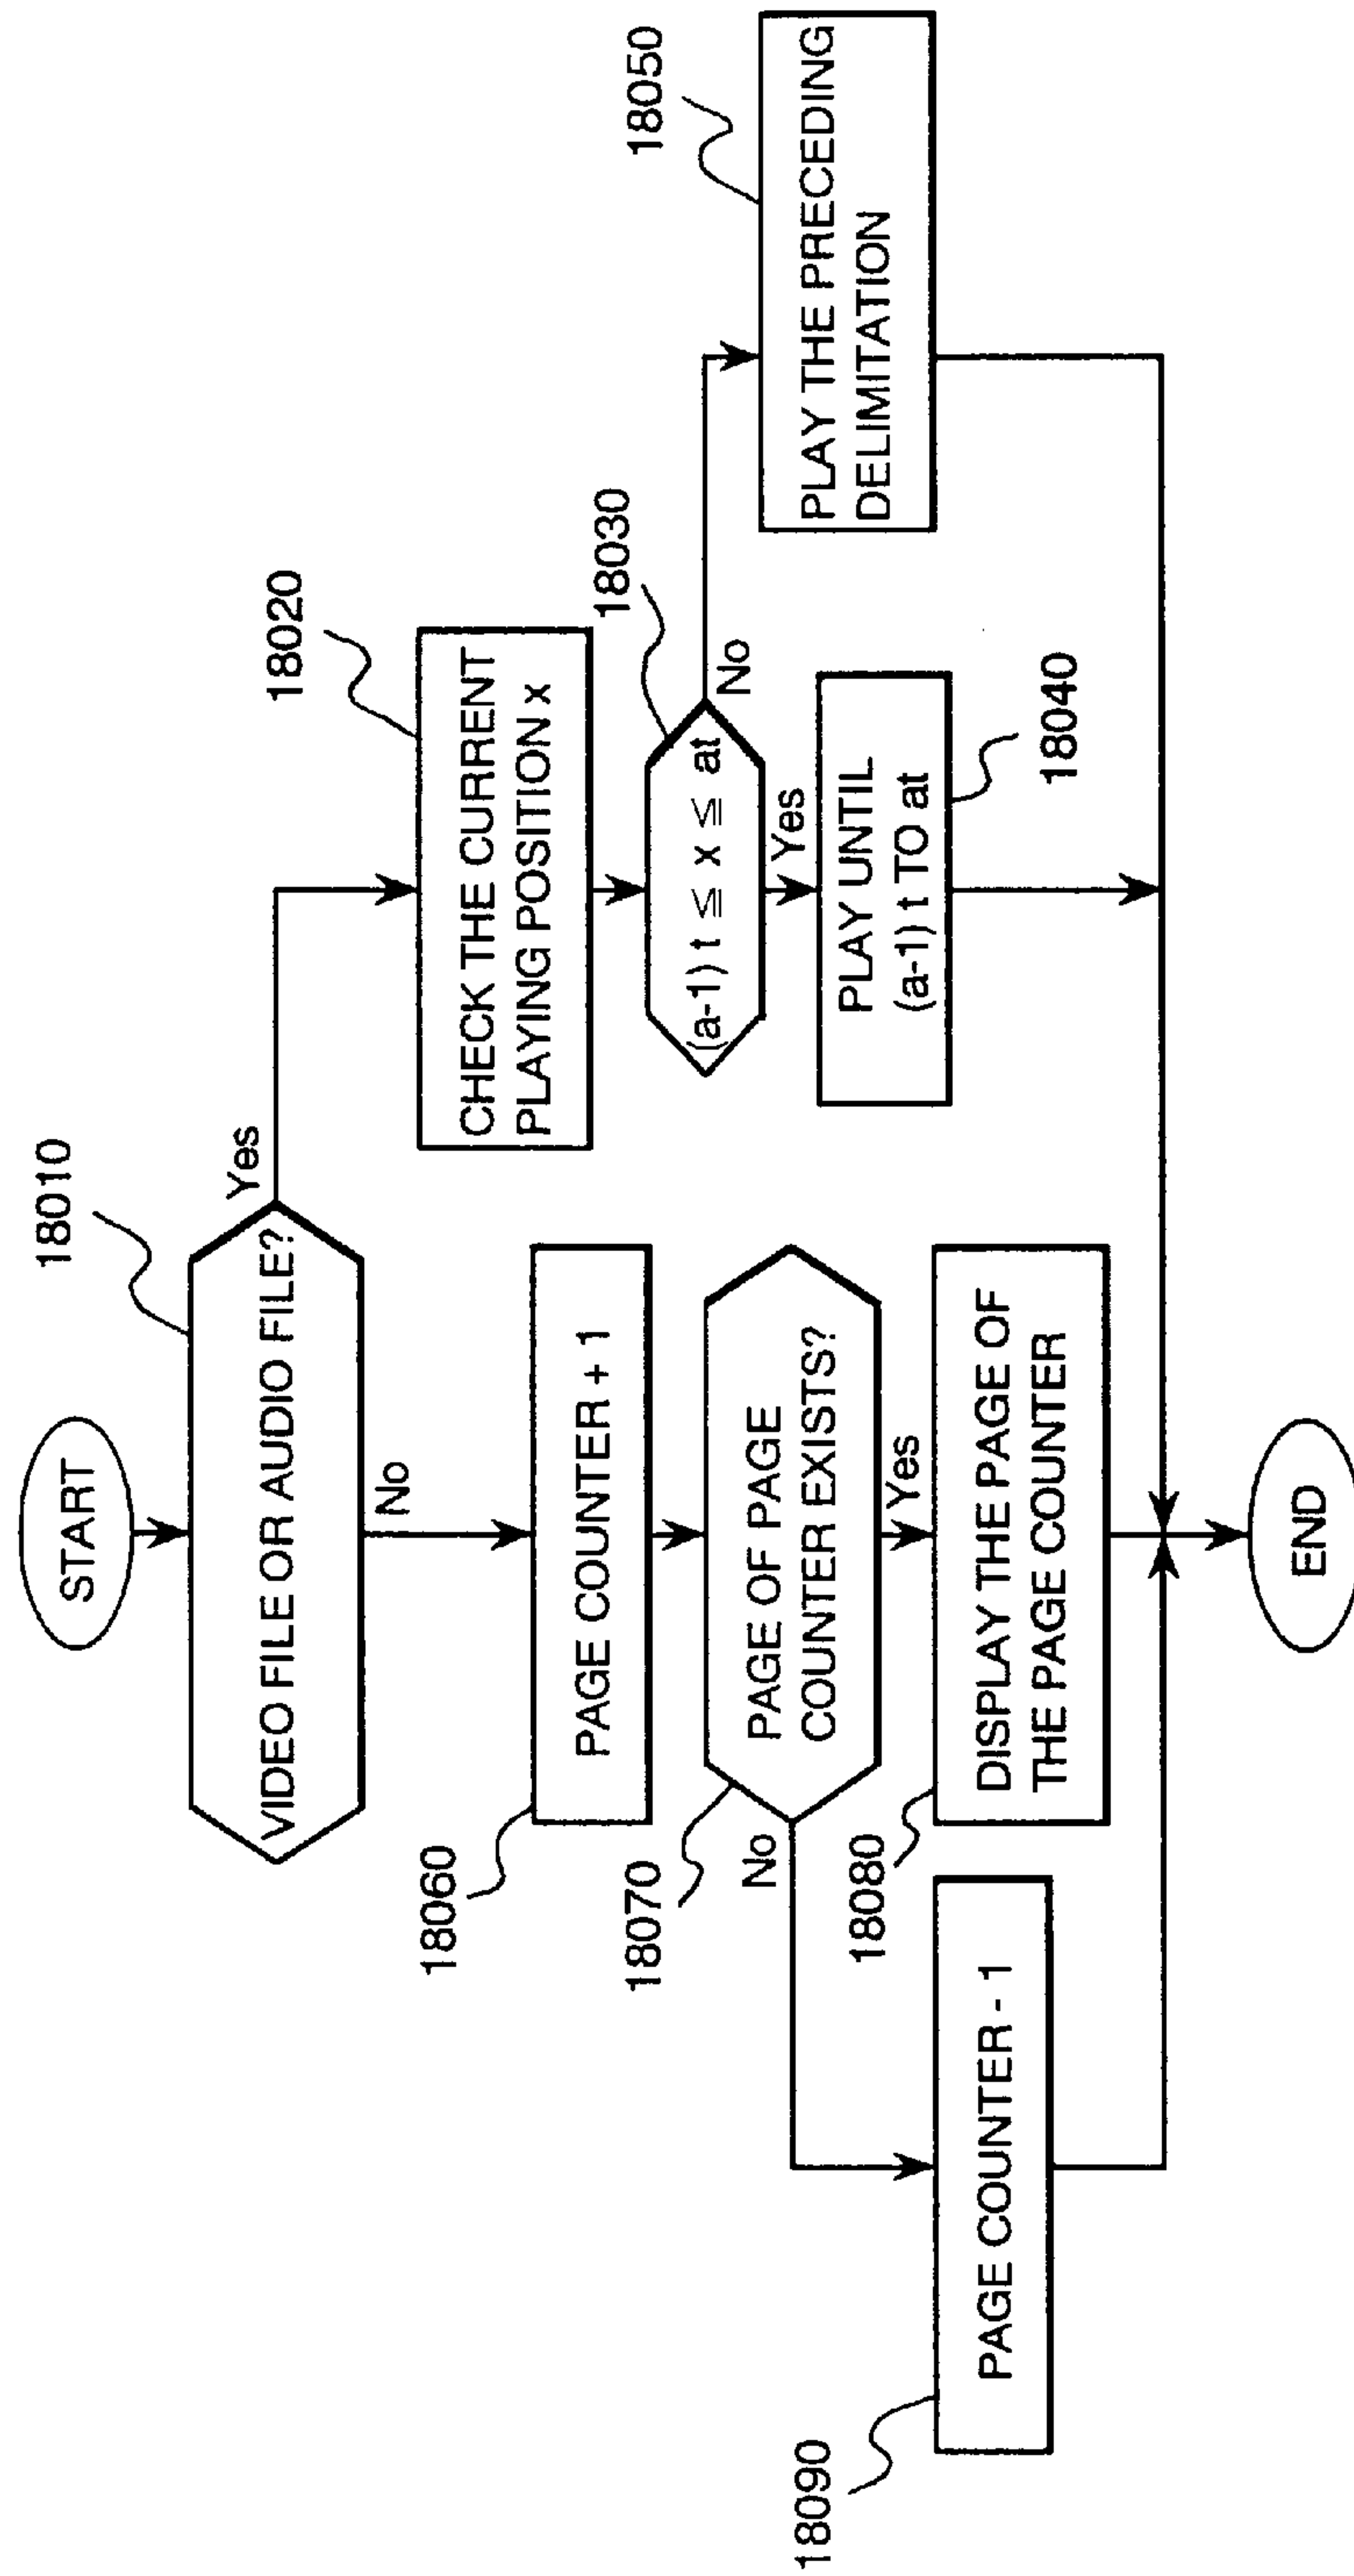 START
18010
VIDEO FILE OR AUDIO FILE?
Yes
No
18020
CHECK THE CURRENT
PLAYING POSITION x
18030
(a-1) t ≦ x ≦ at
No
Yes
18050
PLAY THE PRECEDING
DELIMITATION
PLAY UNTIL
(a-1) t TO at
18040
18060
PAGE COUNTER + 1
18070
PAGE OF PAGE
COUNTER EXISTS?
No
Yes
18080
DISPLAY THE PAGE OF
THE PAGE COUNTER
18090
PAGE COUNTER - 1
END